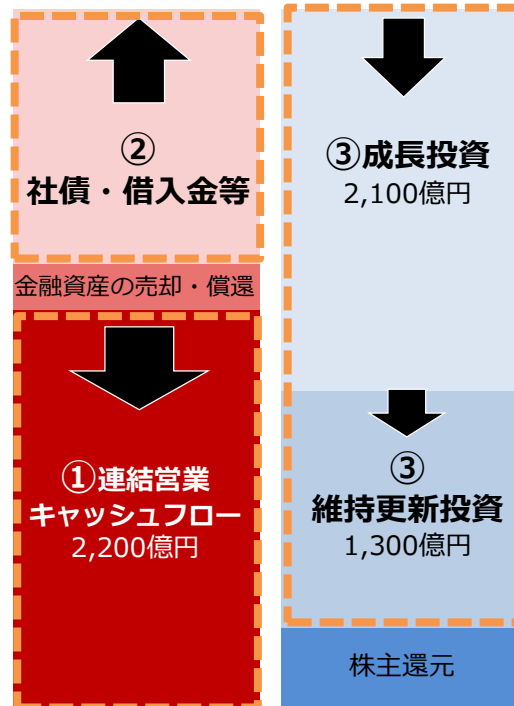 ②
社債・借入金等
金融資産の売却・償還
①連結営業
キャッシュフロー
2,200億円
③成長投資
2,100億円
③
維持更新投資
1,300億円
株主還元